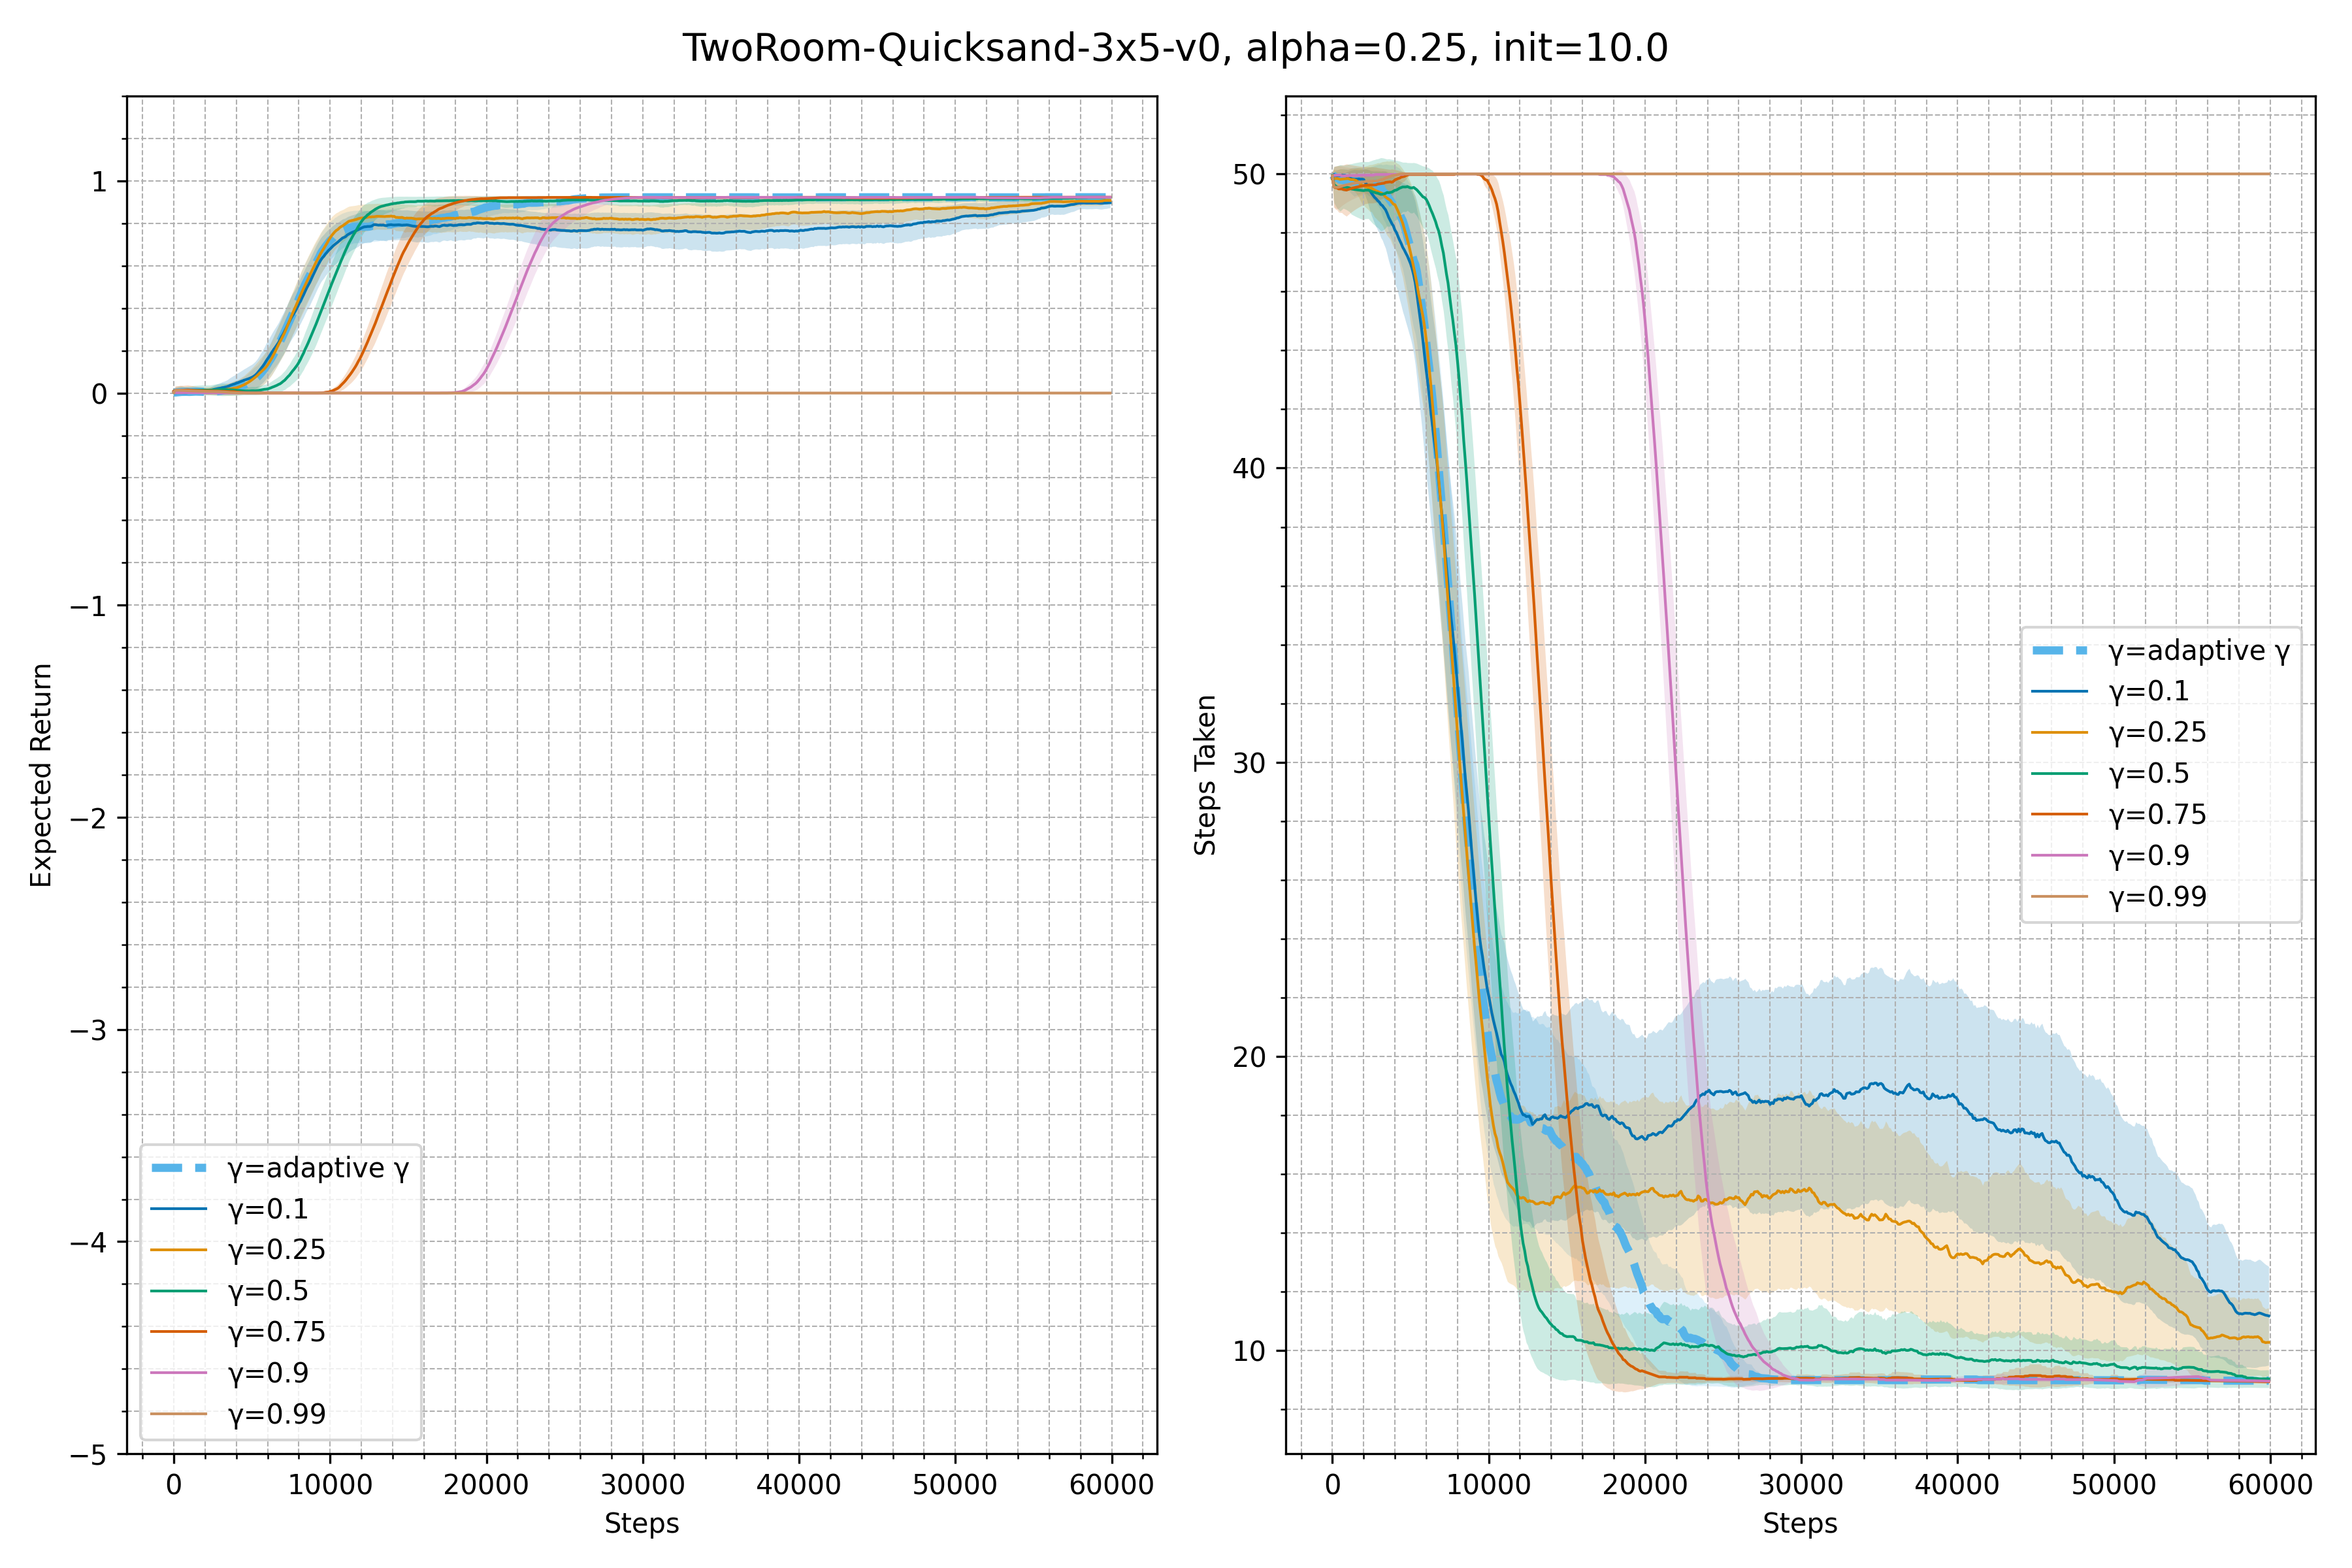 TwoRoom-Quicksand-3x5-v0, alpha=0.25, init=10.0
Expected Return
1
0
−1
−2
−3
−4
−5
γ=adaptive γ
γ=0.1
γ=0.25
γ=0.5
γ=0.75
γ=0.9
γ=0.99
0 10000 20000 30000 40000 50000 60000
Steps
Steps Taken
50
40
30
20
10
γ=adaptive γ
γ=0.1
γ=0.25
γ=0.5
γ=0.75
γ=0.9
γ=0.99
0 10000 20000 30000 40000 50000 60000
Steps